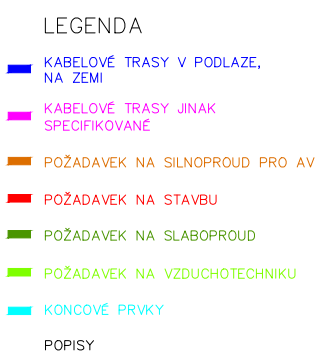 LEGENDA
KABELOVÉ TRASY V PODLAZE,
NA ZEMI
KABELOVÉ TRASY JINAK
SPECIFIKOVANÉ
POŽADAVEK NA SILNOPROUD PRO AV
POŽADAVEK NA STAVBU
POŽADAVEK NA SLABOPROUD
POŽADAVEK NA VZDUCHOTECHNIKU
KONCOVÉ PRVKY
POPISY